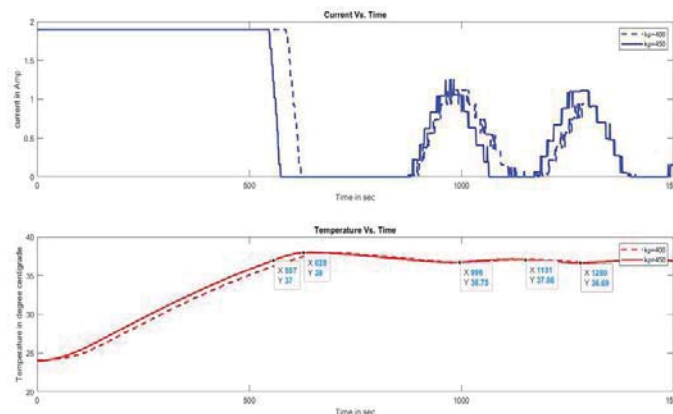 Current Vs. Time
2
1.5
1
0.5
0
current in Amp
kp=400
kp=450
0
500
1000
1500
Time in sec
Temperature Vs. Time
40
35
30
25
20
Temperature in degree centigrade
kp=400
kp=450
X 557
Y 37
Y 38
X 996
Y 36.75
X 1151
Y 37.06
X 1280
Y 36.69
0
500
1000
Time in sec